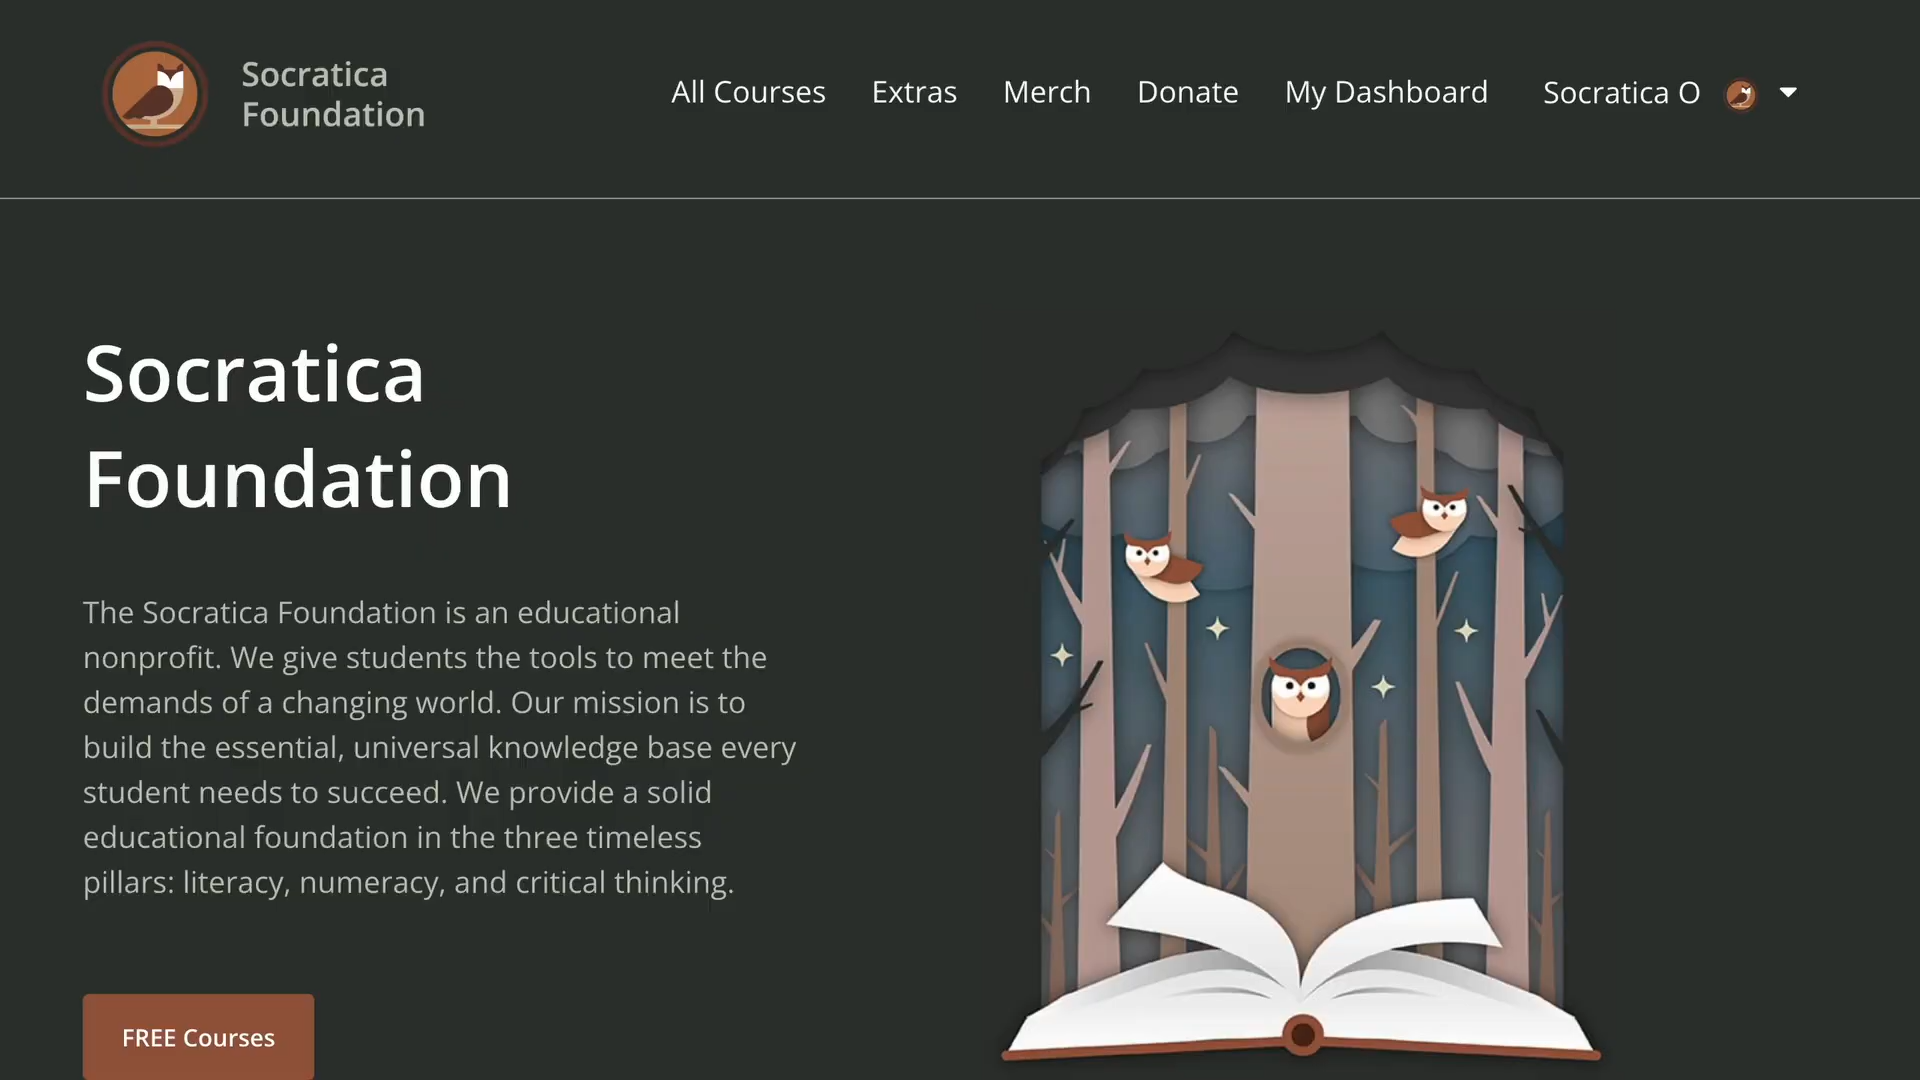 Socratica
Foundation
All Courses
Extras
Merch
Donate
My Dashboard
Socratica O
Socratica
Foundation
The Socratica Foundation is an educational
nonprofit. We give students the tools to meet the
demands of a changing world. Our mission is to
build the essential, universal knowledge base every
student needs to succeed. We provide a solid
educational foundation in the three timeless
pillars: literacy, numeracy, and critical thinking.
FREE Courses